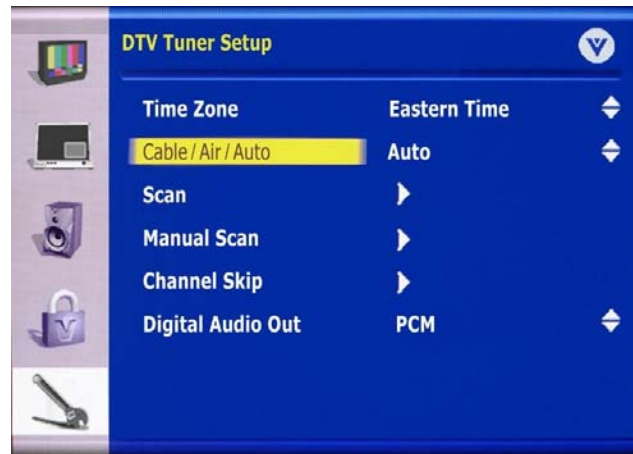 DTV Tuner Setup
Time Zone Eastern Time
Cable / Air / Auto Auto
Scan
Manual Scan
Channel Skip
Digital Audio Out PCM